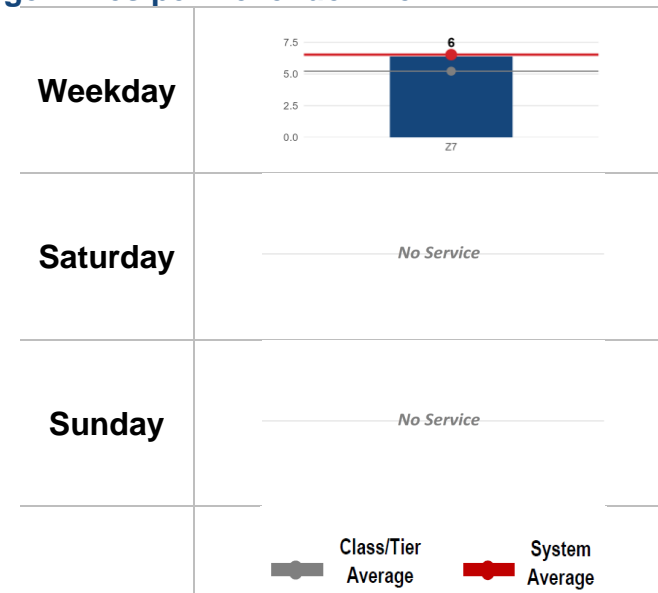 Weekday
7.5
6
5.0
2.5
0.0
Z7
Saturday
No Service
Sunday
No Service
Class/Tier
Average
System
Average